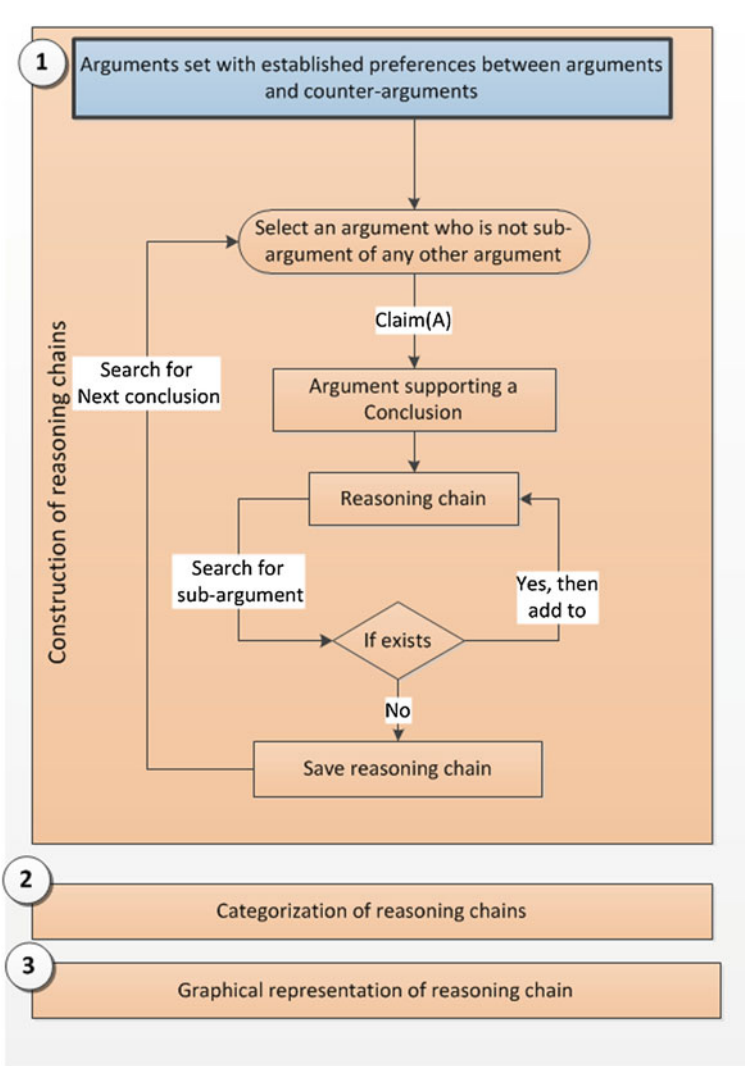 1
Arguments set with established preferences between arguments
and counter-arguments
Select an argument who is not sub-
argument of any other argument
Claim(A)
Search for
Next conclusion
Argument supporting a
Conclusion
Construction of reasoning chains
Reasoning chain
Search for
sub-argument
Yes, then
add to
If exists
No
Save reasoning chain
2
Categorization of reasoning chains
3
Graphical representation of reasoning chain